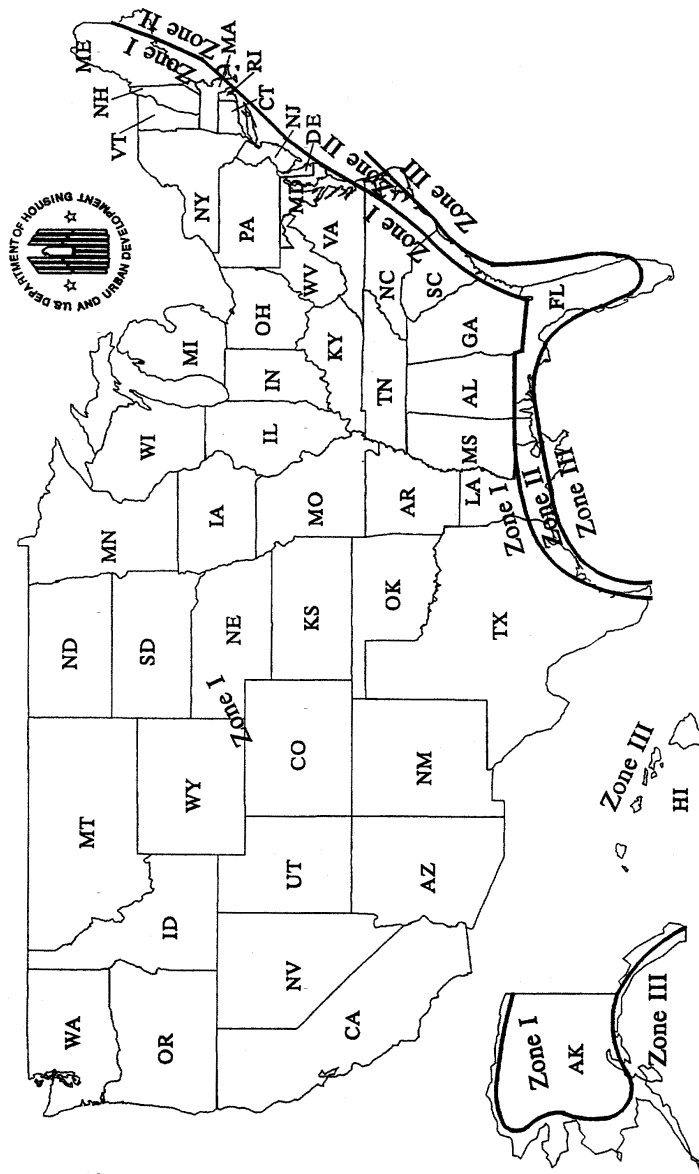 U.S. DEPARTMENT OF HOUSING
AND URBAN DEVELOPMENT
WA
MT
ND
MN
WI
MI
VT
NH
ME
OR
ID
WY
SD
IA
NY
Zone I
Zone II
MA
RI
CT
NV
UT
CO
Zone I
NE
IL
IN
OH
PA
NJ
DE
MD
CA
KS
MO
KY
WV
VA
Zone II
AZ
NM
OK
AR
TN
NC
Zone I
Zone II
Zone III
TX
LA
MS
AL
GA
SC
Zone I
Zone II
Zone III
FL
Zone I
AK
Zone III
Zone III
HI